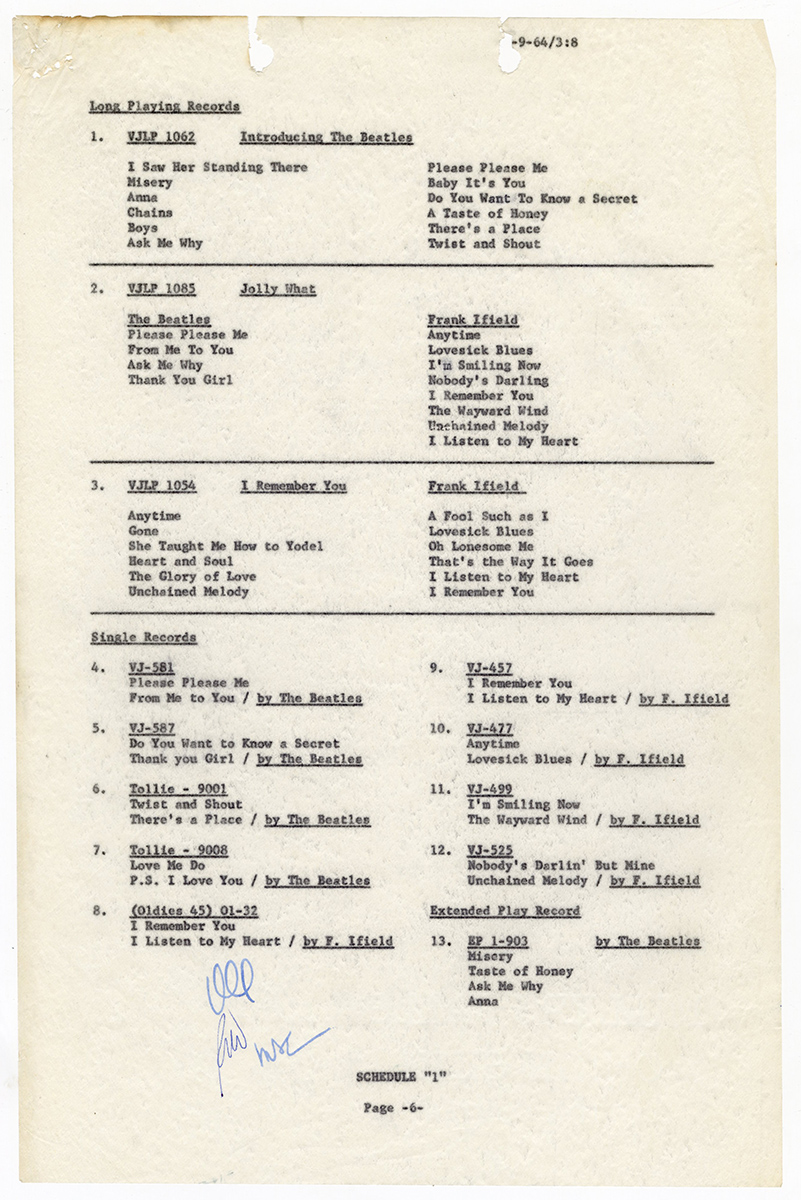 -9-64/3:8
Long Playing Records
1. VJLP 1062 Introducing The Beatles
I Saw Her Standing There
Misery
Anna
Chains
Boys
Ask Me Why
Please Please Me
Baby It's You
Do You Want To Know a Secret
A Taste of Honey
There's a Place
Twist and Shout
2. VJLP 1085 Jolly What
The Beatles
Please Please Me
From Me To You
Ask Me Why
Thank You Girl
Frank Ifield
Anytime
Lovesick Blues
I'm Smiling Now
Nobody's Darling
I Remember You
The Wayward Wind
Unchained Melody
I Listen to My Heart
3. VJLP 1054 I Remember You Frank Ifield
Anytime
Gone
She Taught Me How to Yodel
Heart and Soul
The Glory of Love
Unchained Melody
A Fool Such as I
Lovesick Blues
Oh Lonesome Me
That's the Way It Goes
I Listen to My Heart
I Remember You
Single Records
4. VJ-581
Please Please Me
From Me to You / by The Beatles
5. VJ-587
Do You Want to Know a Secret
Thank you Girl / by The Beatles
6. Tollie - 9001
Twist and Shout
There's a Place / by The Beatles
7. Tollie - 9008
Love Me Do
P.S. I Love You / by The Beatles
8. (Oldies 45) 01-32
I Remember You
I Listen to My Heart / by F. Ifield
9. VJ-457
I Remember You
I Listen to My Heart / by F. Ifield
10. VJ-477
Anytime
Lovesick Blues / by F. Ifield
11. VJ-499
I'm Smiling Now
The Wayward Wind / by F. Ifield
12. VJ-525
Nobody's Darlin' But Mine
Unchained Melody / by F. Ifield
Extended Play Record
13. EP 1-903 by The Beatles
Misery
Taste of Honey
Ask Me Why
Anna
SCHEDULE "1"
Page -6-